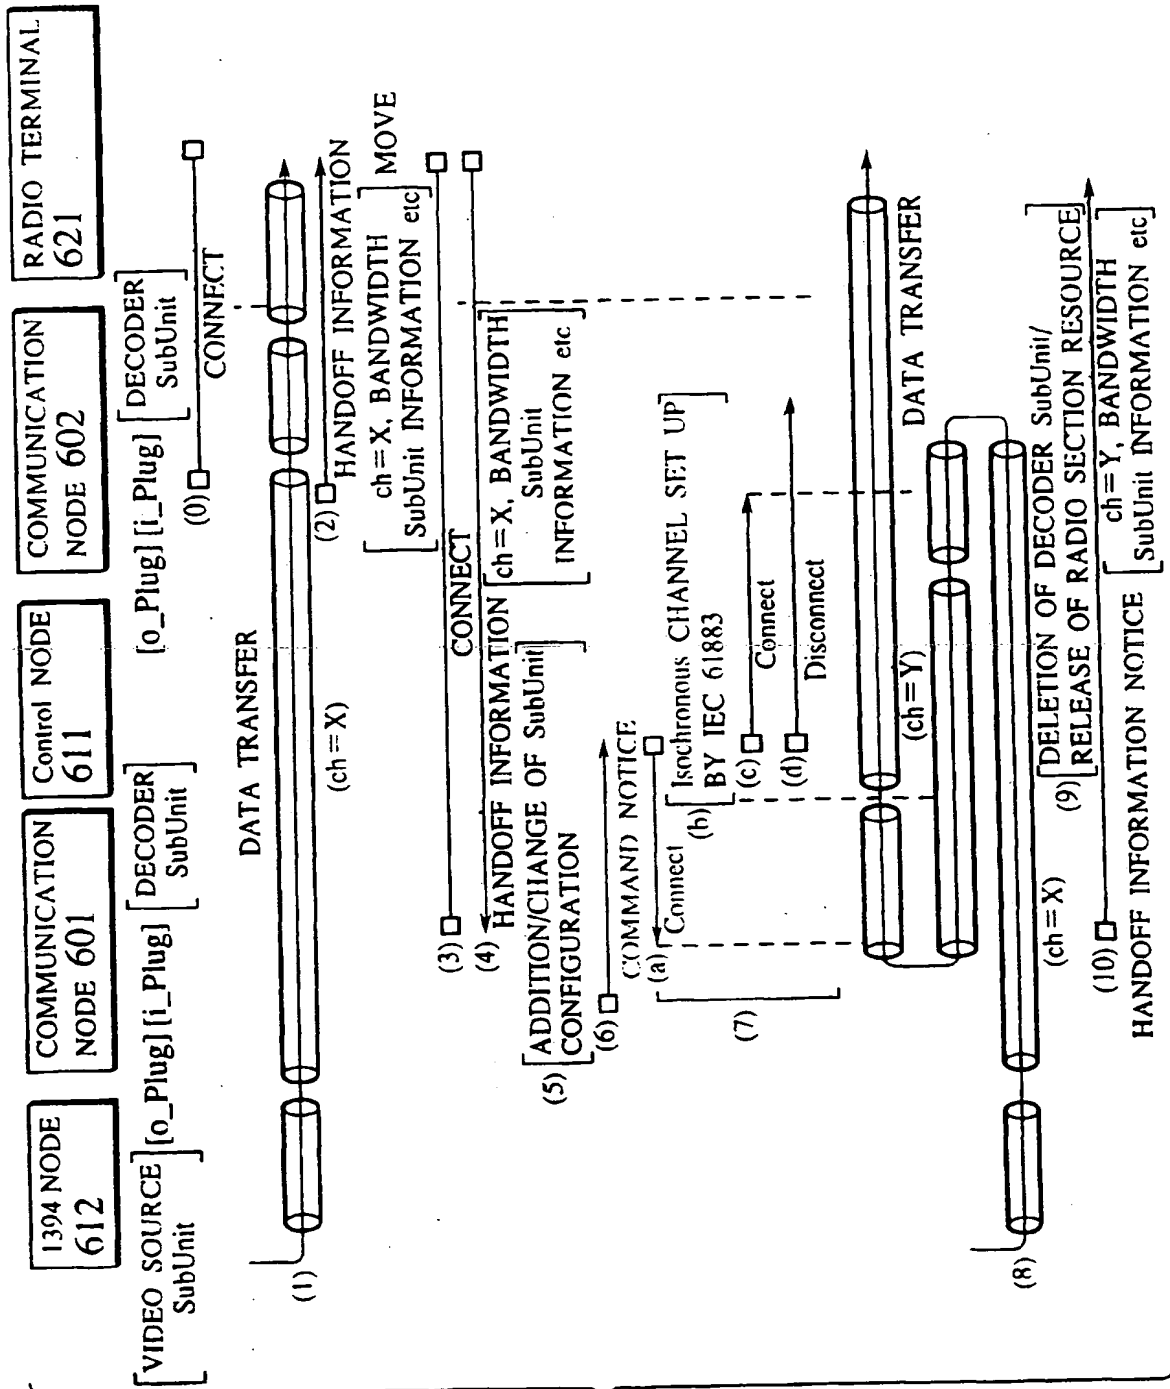 1394 NODE
612
COMMUNICATION
NODE 601
Control NODE
611
COMMUNICATION
NODE 602
RADIO TERMINAL
621
[VIDEO SOURCE
SubUnit]
[o_Plug] [i_Plug]
[DECODER
SubUnit]
[o_Plug] [i_Plug]
[DECODER
SubUnit]
(0)
CONNECT
DATA TRANSFER
(1)
(ch=X)
(2)
HANDOFF INFORMATION
[ch=X, BANDWIDTH
SubUnit INFORMATION etc]
MOVE
(3)
CONNECT
(4)
HANDOFF INFORMATION
[ch=X, BANDWIDTH
SubUnit
INFORMATION etc]
(5)
[ADDITION/CHANGE OF SubUnit
CONFIGURATION]
(6)
COMMAND NOTICE
(7)
(a)
Connect
(b)
[Isochronous CHANNEL SET UP
BY IEC 61883]
(c)
Connect
(d)
Disconnect
DATA TRANSFER
(ch=Y)
(8)
(ch=X)
(9)
[DELETION OF DECODER SubUnit/
RELEASE OF RADIO SECTION RESOURCE]
(10)
HANDOFF INFORMATION NOTICE
[ch=Y, BANDWIDTH
SubUnit INFORMATION etc]